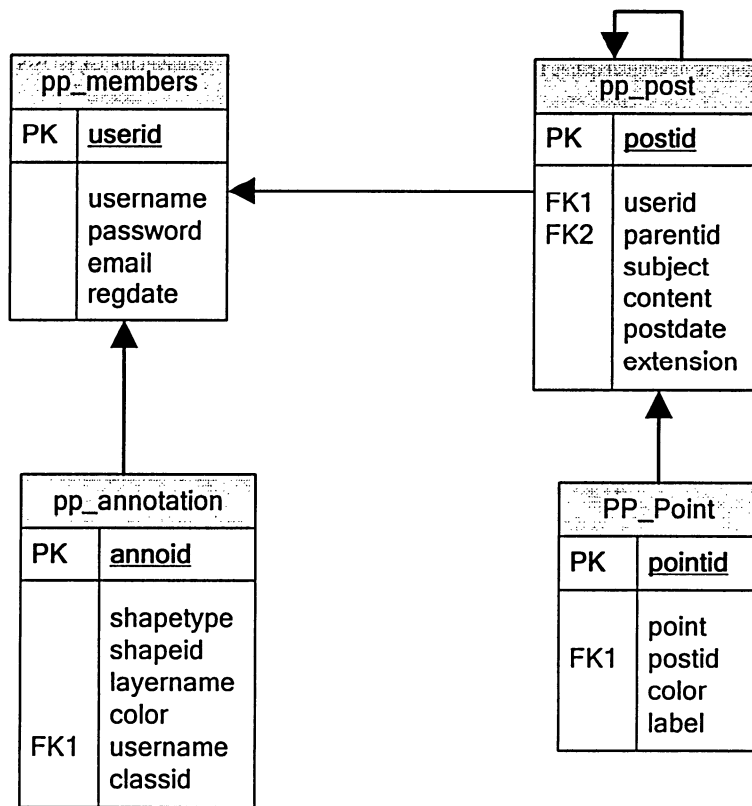 pp_members
PK userid
username
password
email
regdate
pp_post
PK postid
FK1 userid
FK2 parentid
subject
content
postdate
extension
pp_annotation
PK annoid
shapetype
shapeid
layername
color
FK1 username
classid
PP_Point
PK pointid
point
FK1 postid
color
label